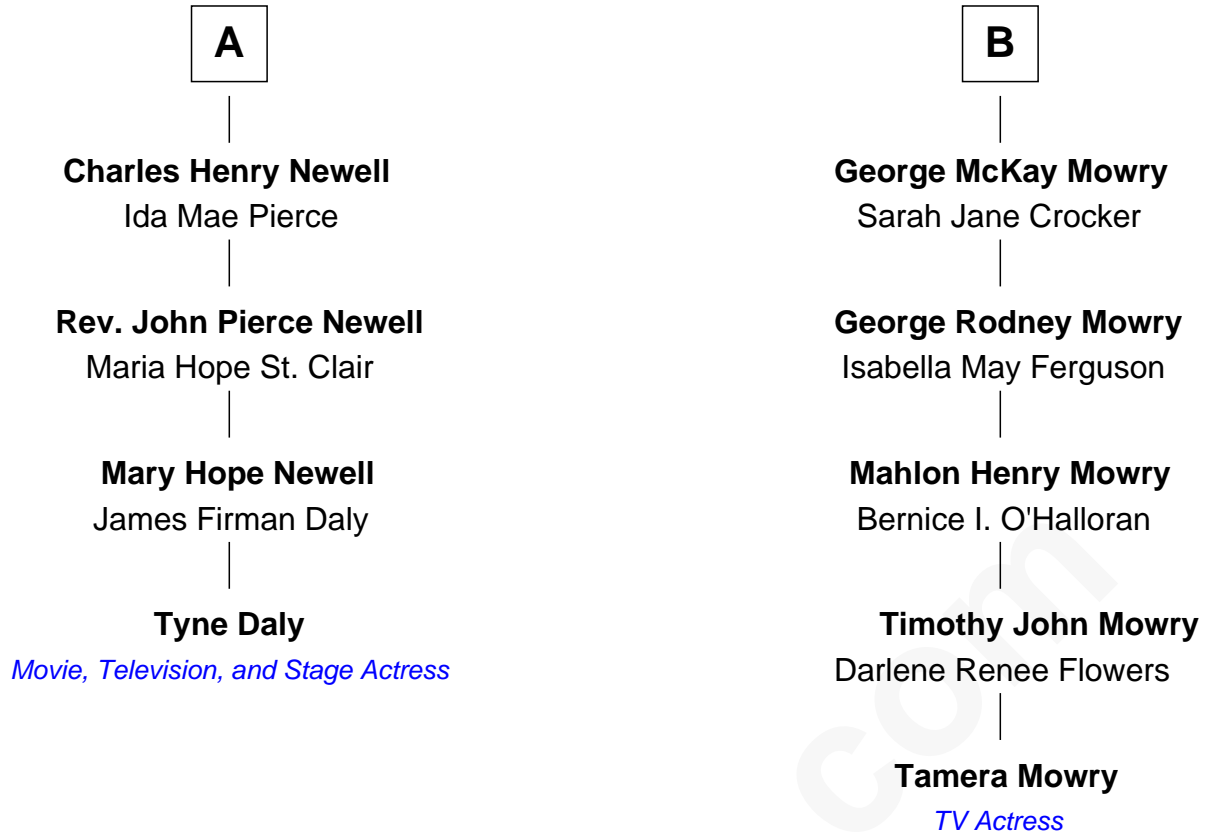 A
Charles Henry Newell
Ida Mae Pierce
Rev. John Pierce Newell
Maria Hope St. Clair
Mary Hope Newell
James Firman Daly
Tyne Daly
Movie, Television, and Stage Actress
B
George McKay Mowry
Sarah Jane Crocker
George Rodney Mowry
Isabella May Ferguson
Mahlon Henry Mowry
Bernice I. O'Halloran
Timothy John Mowry
Darlene Renee Flowers
Tamera Mowry
TV Actress
com